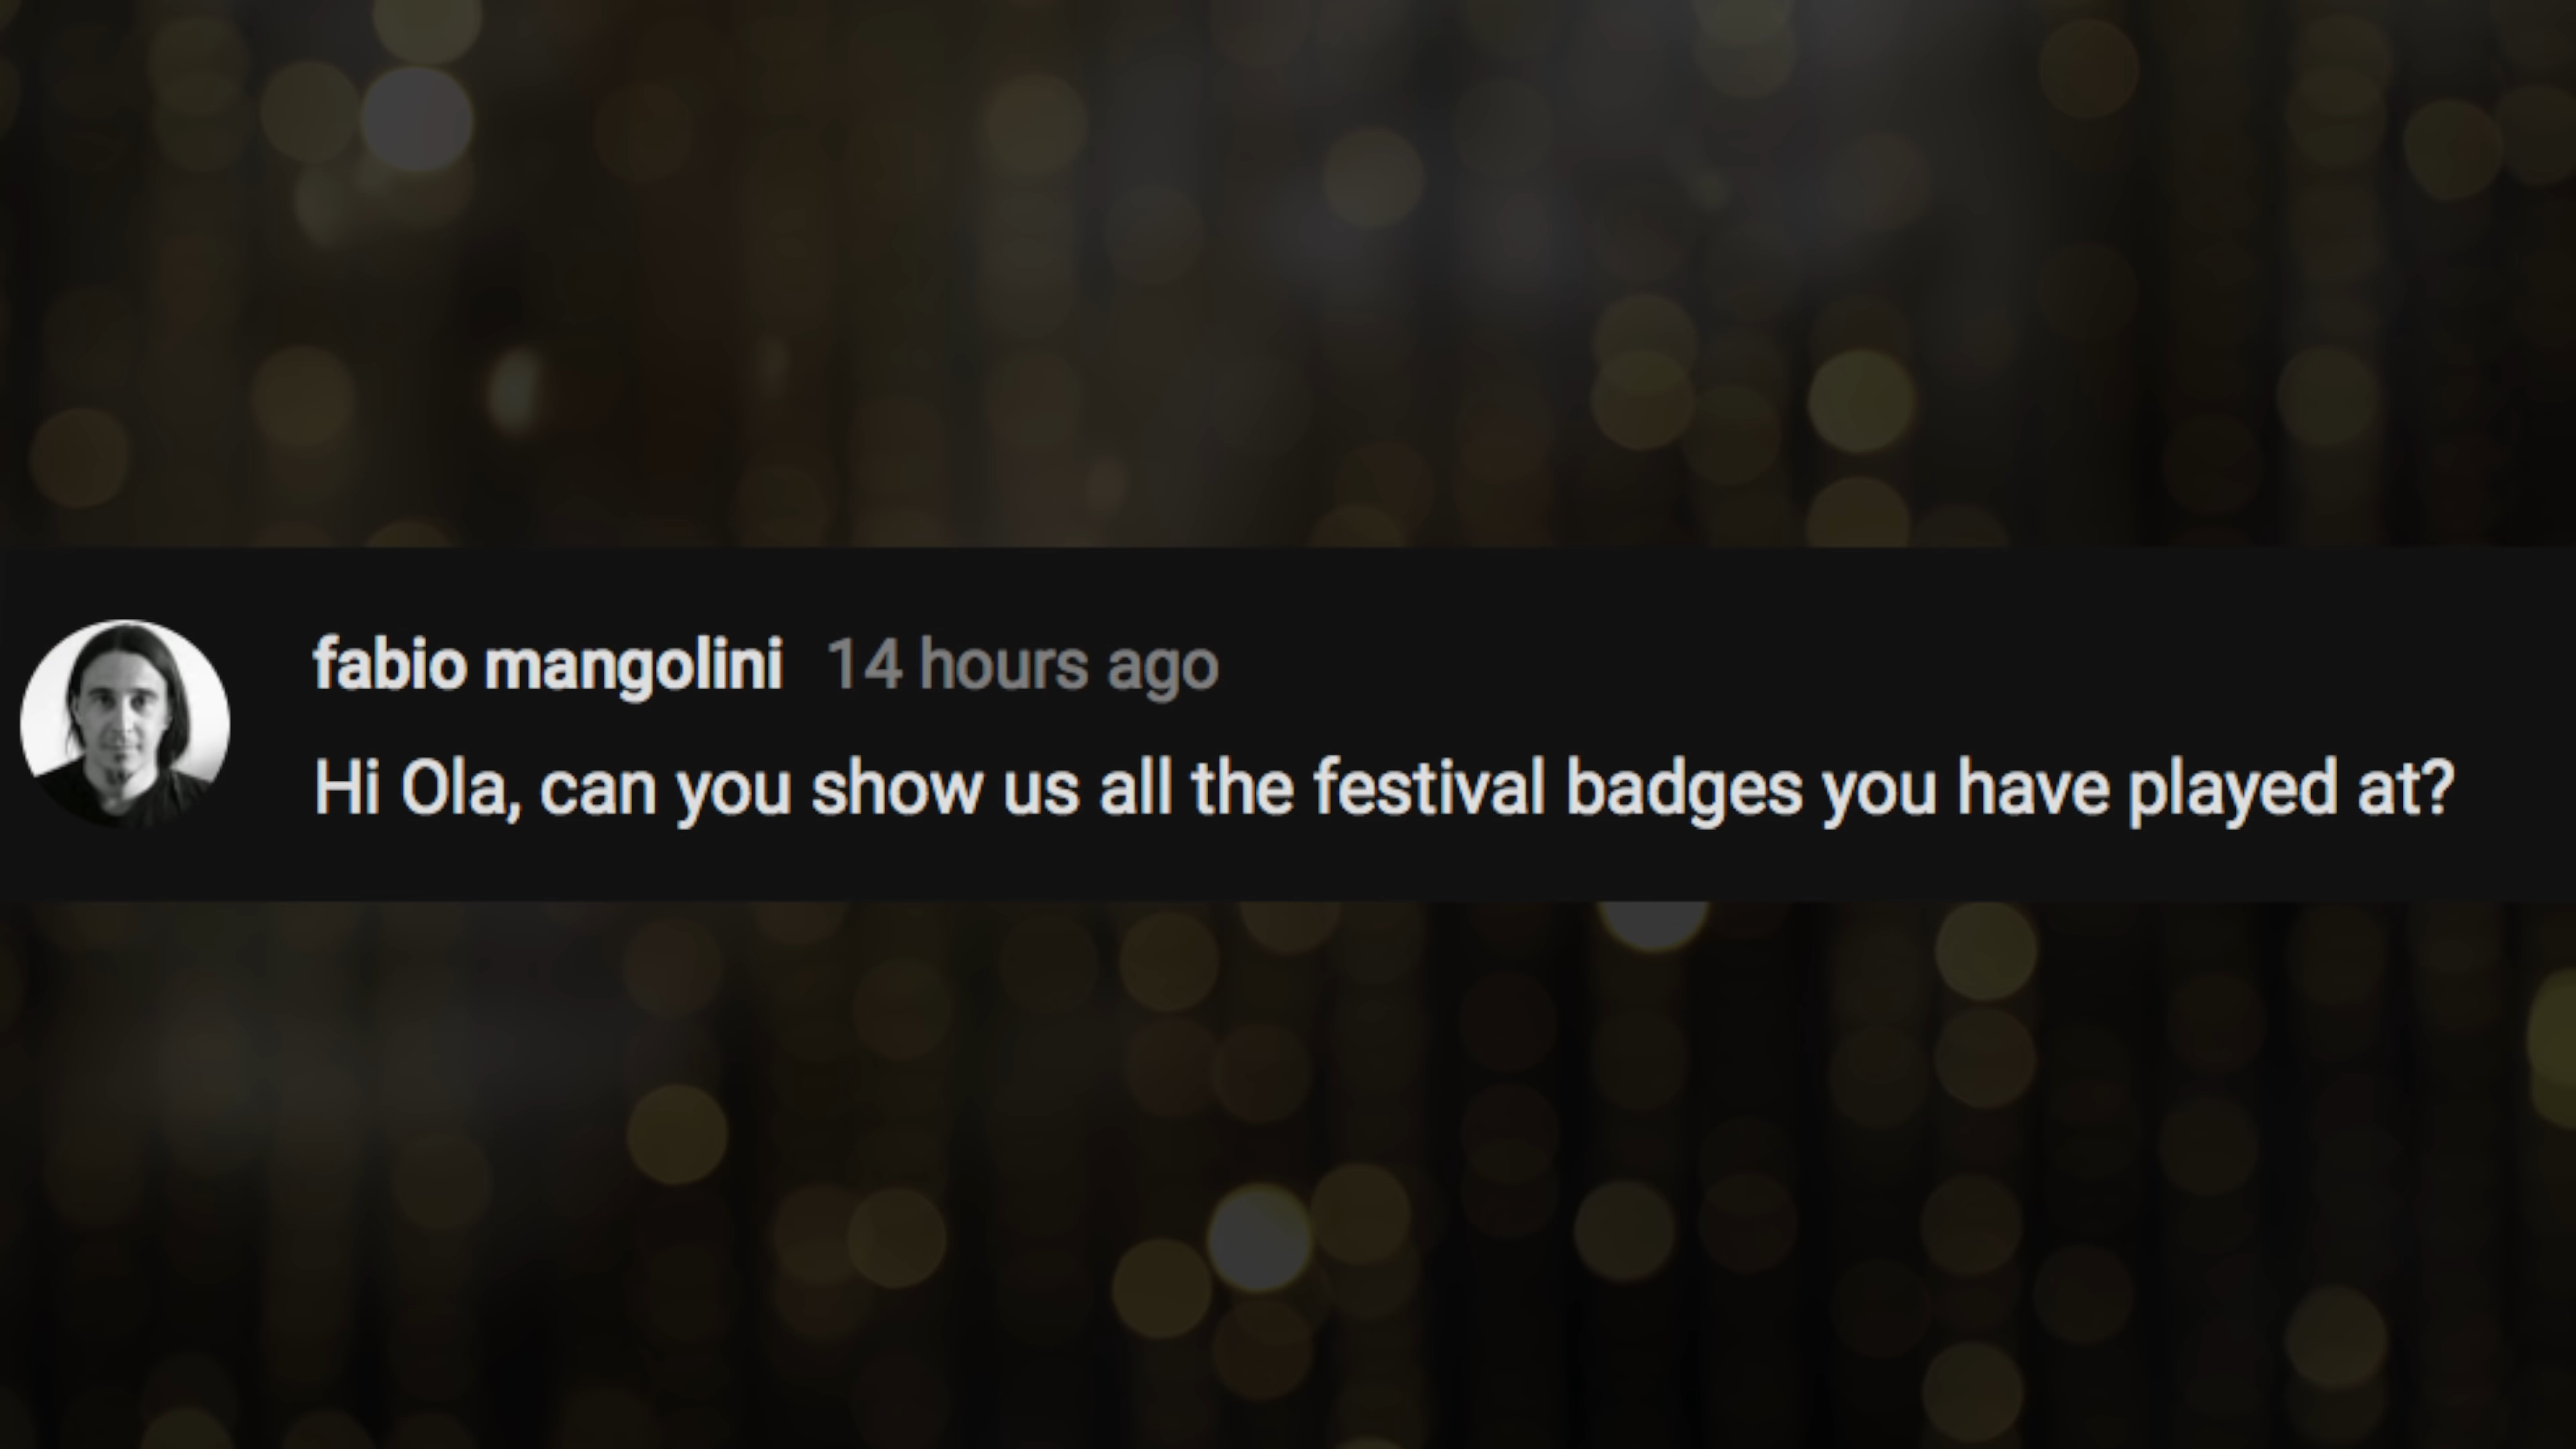 fabio mangolini 14 hours ago
Hi Ola, can you show us all the festival badges you have played at?